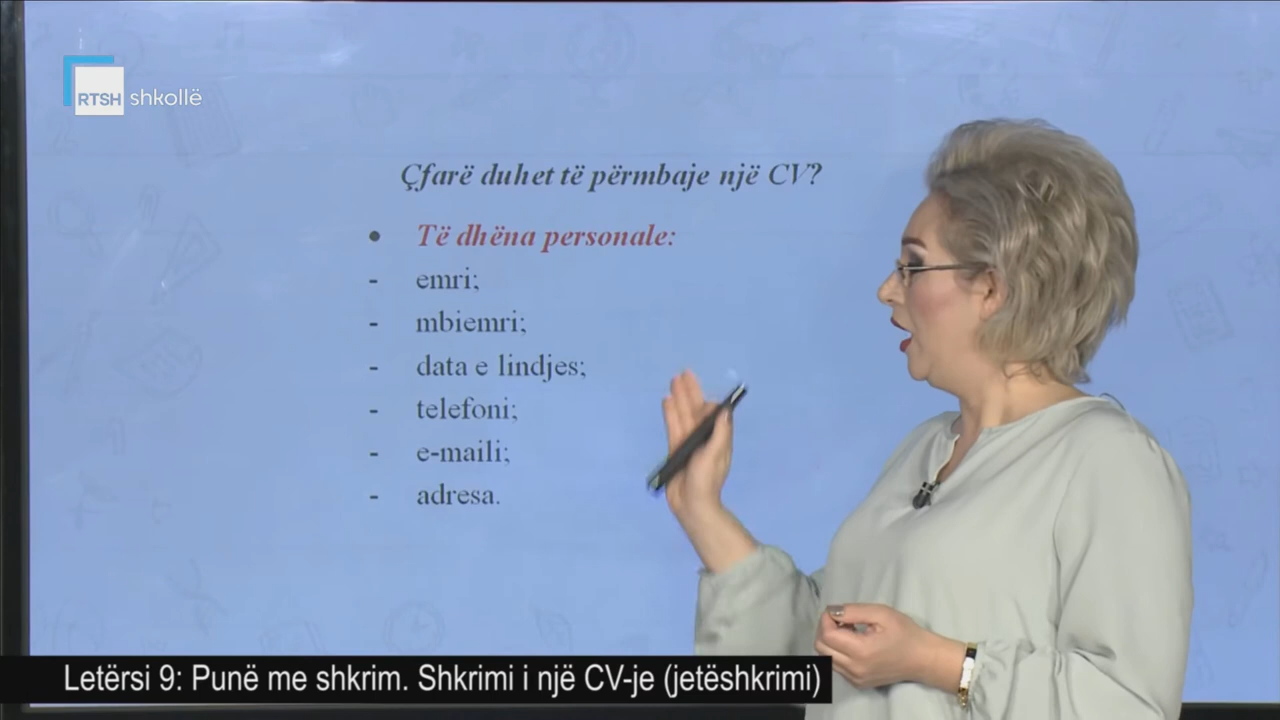 RTSH shkollë
Çfarë duhet të përmbaje një CV?
• Të dhëna personale:
- emri;
- mbiemri;
- data e lindjes;
- telefoni;
- e-maili;
- adresa.
Letërsi 9: Punë me shkrim. Shkrimi i një CV-je (jetëshkrimi)